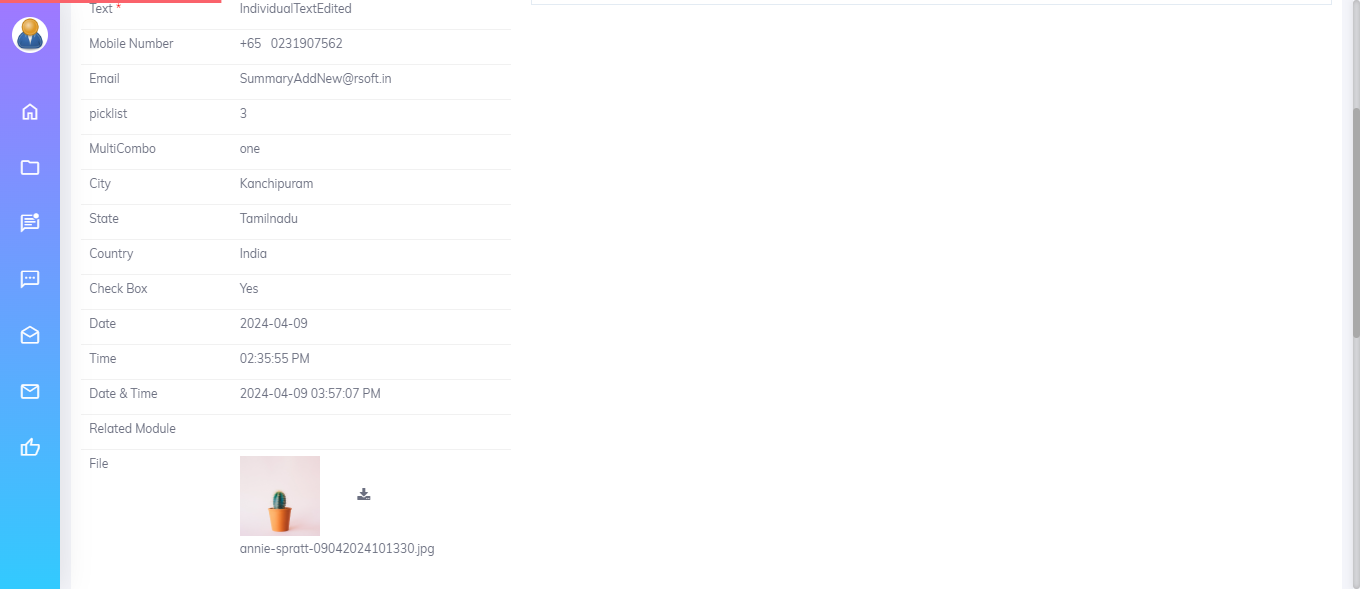 Text * IndividualTextEdited
Mobile Number +65 0231907562
Email SummaryAddNew@rsoft.in
picklist 3
MultiCombo one
City Kanchipuram
State Tamilnadu
Country India
Check Box Yes
Date 2024-04-09
Time 02:35:55 PM
Date & Time 2024-04-09 03:57:07 PM
Related Module
File
annie-spratt-09042024101330.jpg